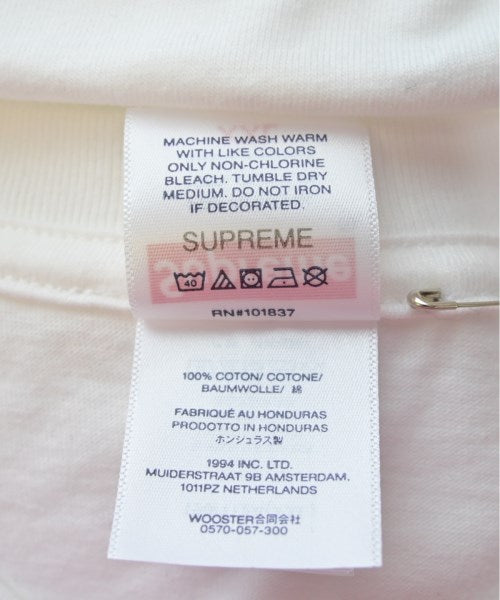 MACHINE WASH WARM
WITH LIKE COLORS
ONLY NON-CHLORINE
BLEACH. TUMBLE DRY
MEDIUM. DO NOT IRON
IF DECORATED.
SUPREME
40
RN#101837
100% COTON/ COTONE/
BAUMWOLLE/ 綿
FABRIQUÉ AU HONDURAS
PRODOTTO IN HONDURAS
ホンジュラス製
1994 INC. LTD.
MUIDERSTRAAT 9B AMSTERDAM.
1011PZ NETHERLANDS
WOOSTER合同会社
0570-057-300